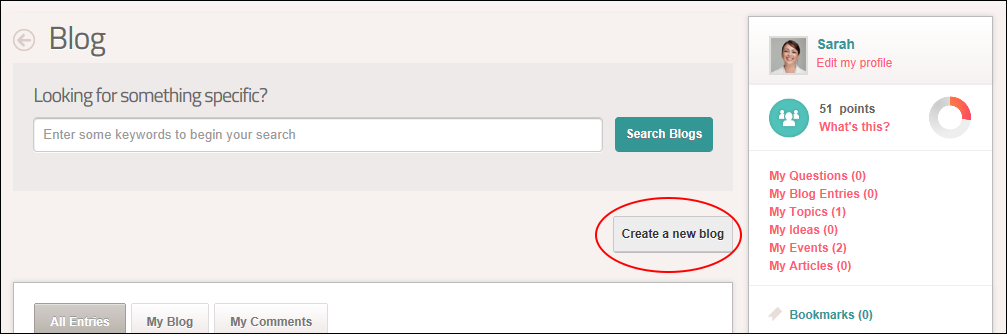 Blog
Looking for something specific?
Enter some keywords to begin your search
Search Blogs
Create a new blog
All Entries
My Blog
My Comments
Sarah
Edit my profile
51 points
What's this?
My Questions (0)
My Blog Entries (0)
My Topics (1)
My Ideas (0)
My Events (2)
My Articles (0)
Bookmarks (0)